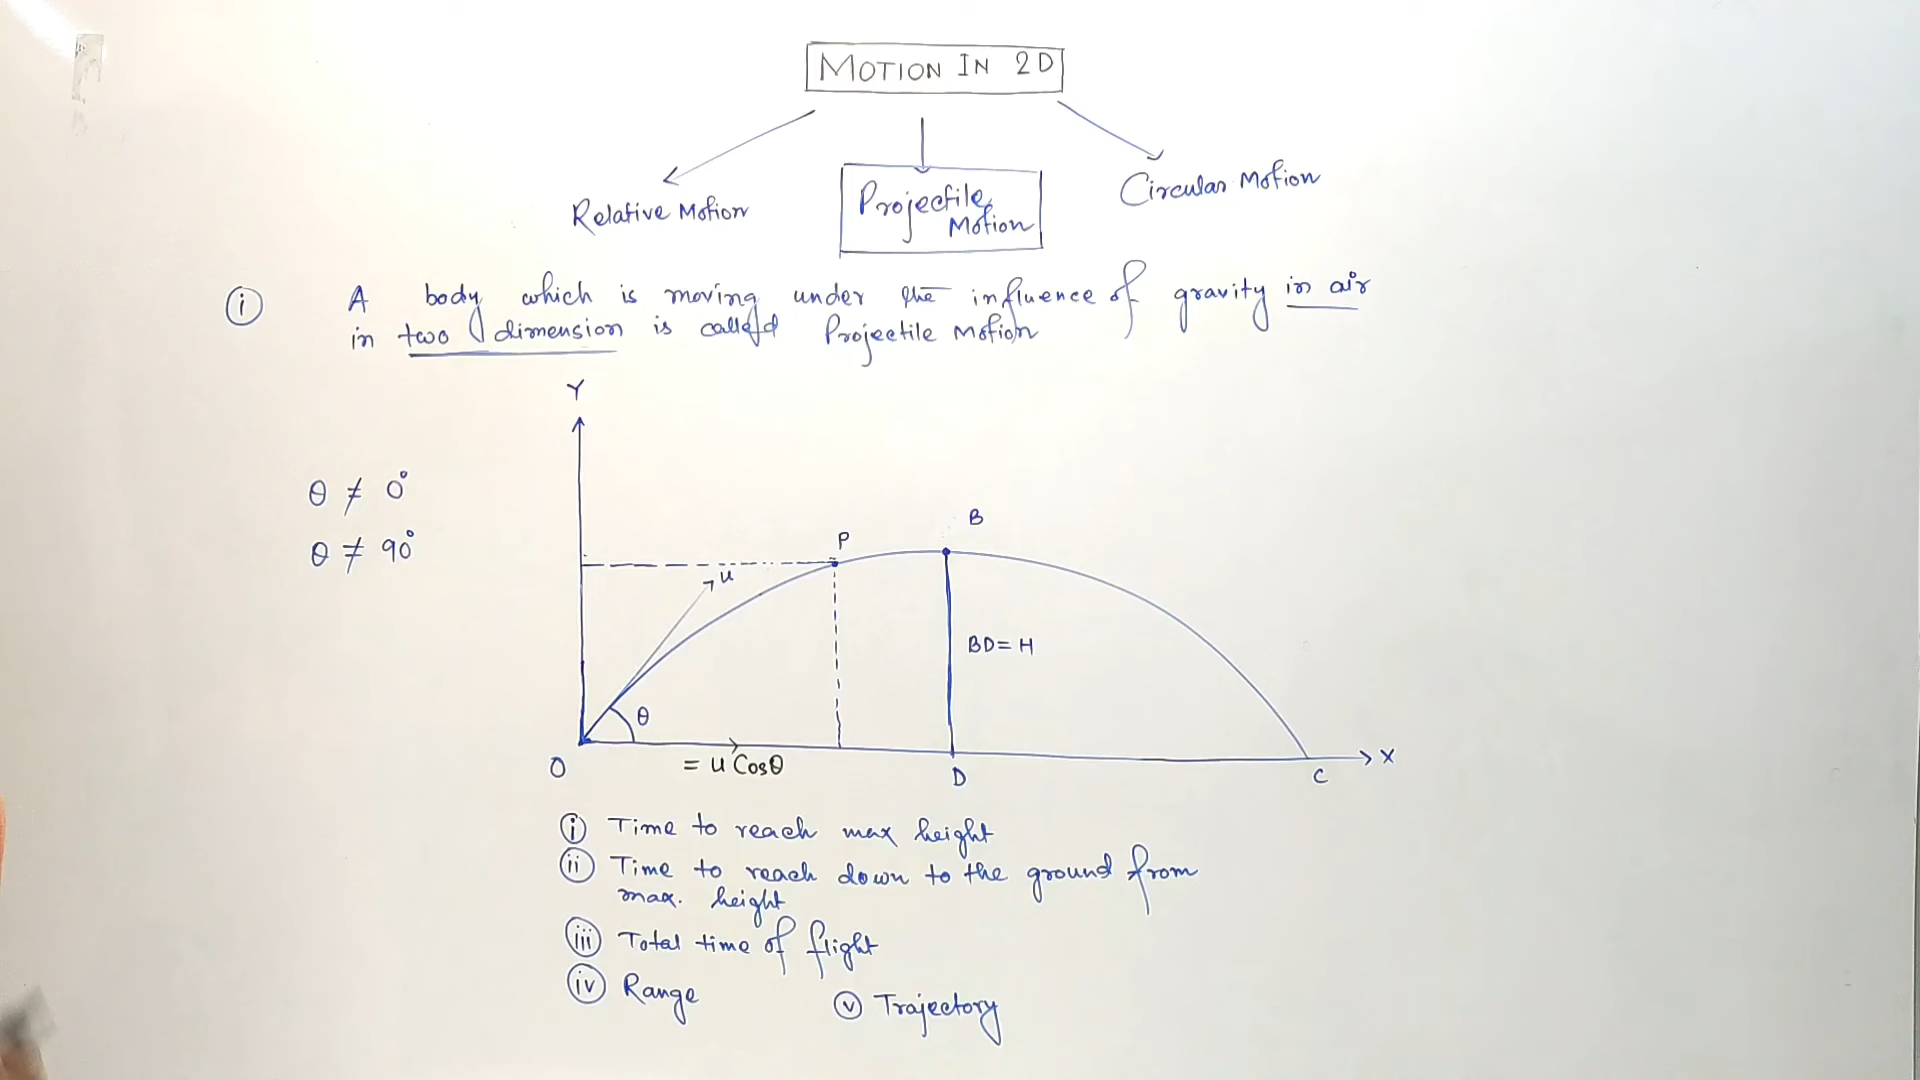 MOTION IN 2D
Relative Motion
Projectile
Motion
Circular Motion
(i) A body which is moving under the influence of gravity in air
in two dimension is called Projectile Motion
Y
θ ≠ 0°
θ ≠ 90°
B
P
u
BD = H
θ
O
= u Cosθ
D
C
X
(i) Time to reach max height
(ii) Time to reach down to the ground from
max. height
(iii) Total time of flight
(iv) Range
(v) Trajectory